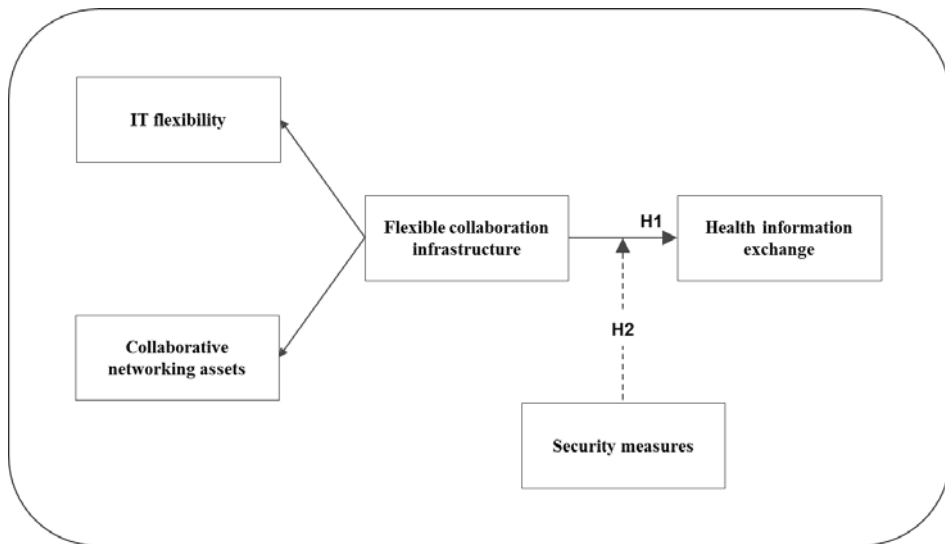 IT flexibility
Flexible collaboration
infrastructure
H1
Health information
exchange
Collaborative
networking assets
H2
Security measures